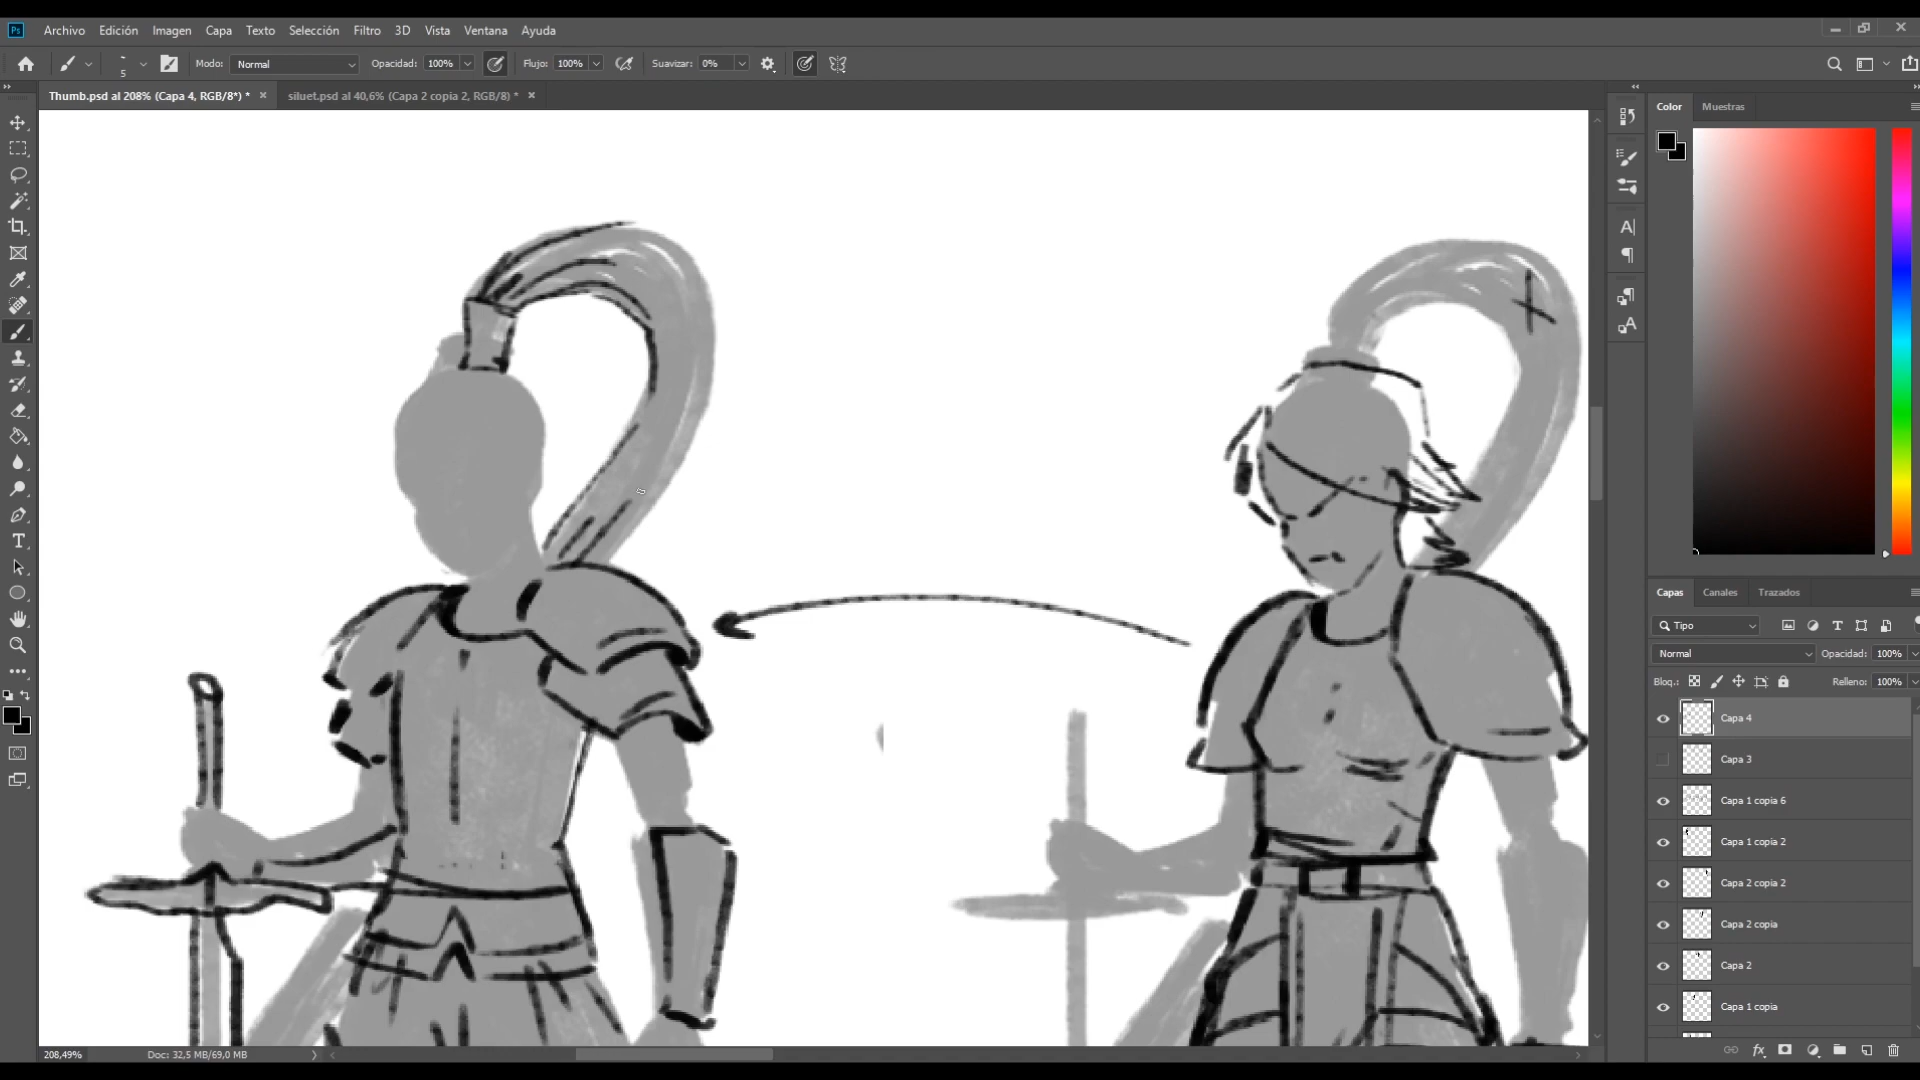 Ps Archivo Edición Imagen Capa Texto Selección Filtro 3D Vista Ventana Ayuda
5 Modo: Normal Opacidad: 100% Flujo: 100% Suavizar: 0%
Thumb.psd al 208% (Capa 4, RGB/8*) * × siluet.psd al 40,6% (Capa 2 copia 2, RGB/8) * ×
Color Muestras
Capas Canales Trazados
Tipo
Normal Opacidad: 100%
Bloq.: Relleno: 100%
Capa 4
Capa 3
Capa 1 copia 6
Capa 1 copia 2
Capa 2 copia 2
Capa 2 copia
Capa 2
Capa 1 copia
208,49% Doc: 32,5 MB/69,0 MB